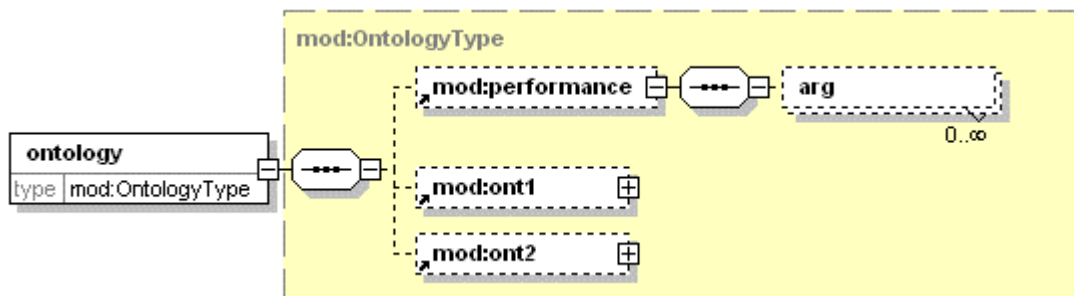 mod:OntologyType
mod:performance
arg
0..∞
ontology
type mod:OntologyType
mod:ont1
mod:ont2